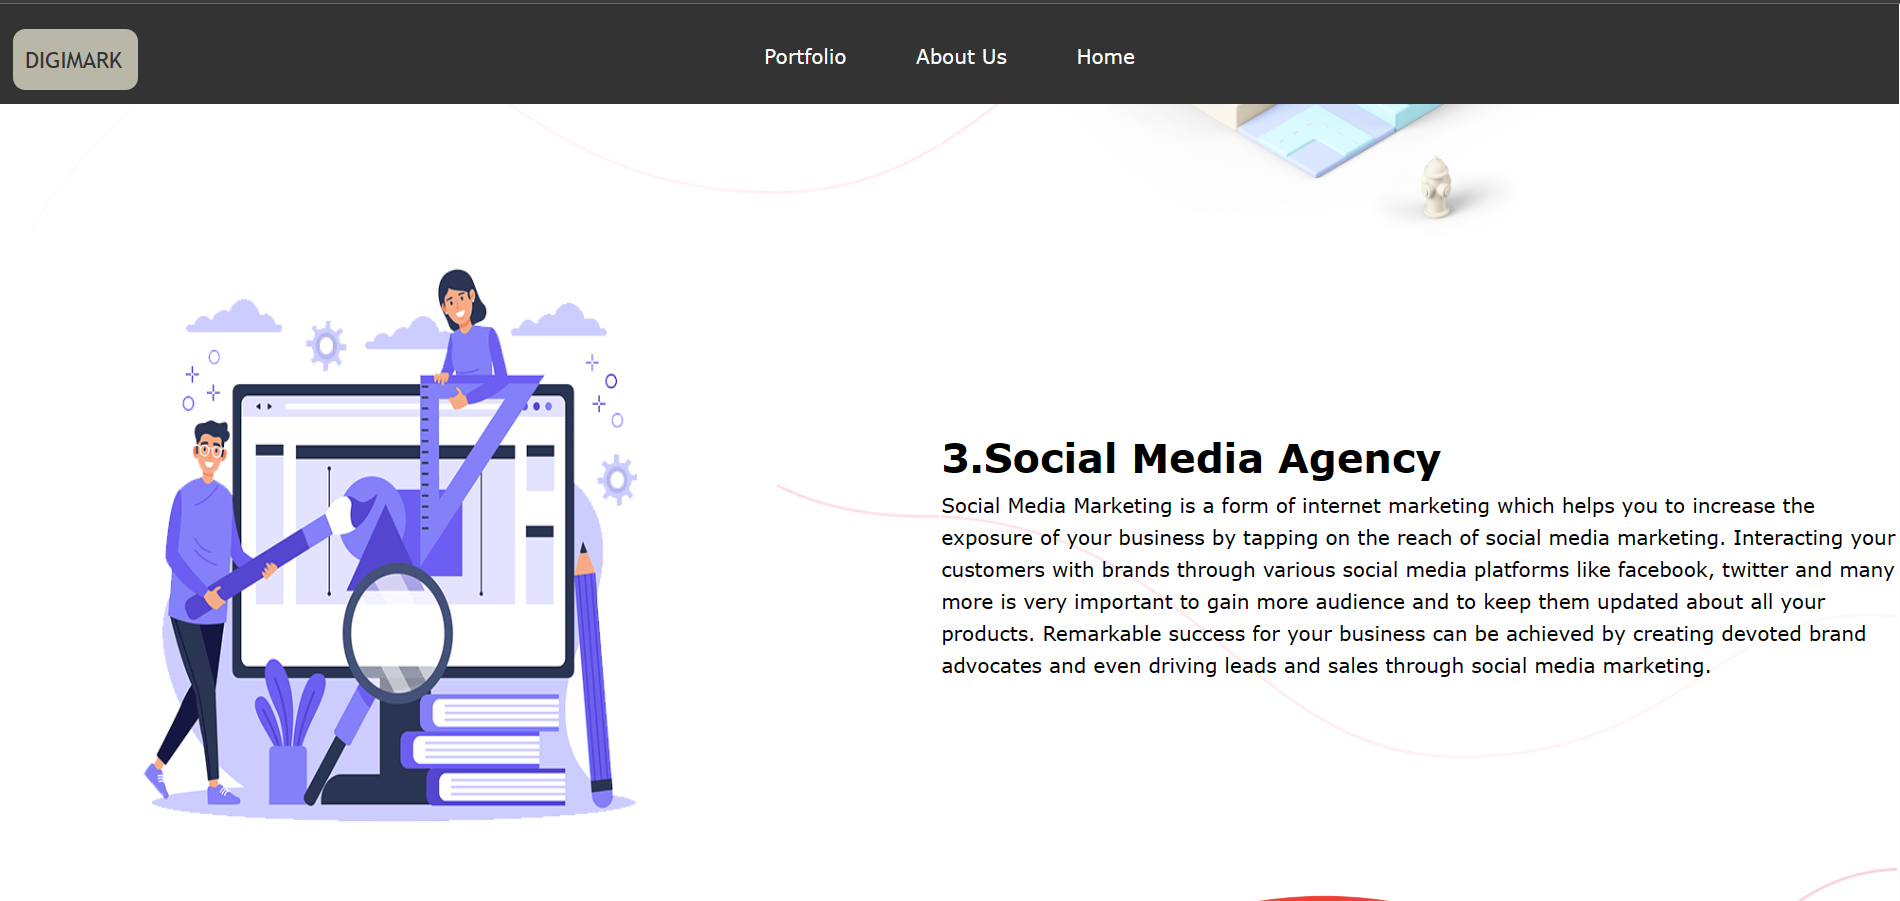 DIGIMARK
Portfolio
About Us
Home
3.Social Media Agency
Social Media Marketing is a form of internet marketing which helps you to increase the
exposure of your business by tapping on the reach of social media marketing. Interacting your
customers with brands through various social media platforms like facebook, twitter and many
more is very important to gain more audience and to keep them updated about all your
products. Remarkable success for your business can be achieved by creating devoted brand
advocates and even driving leads and sales through social media marketing.